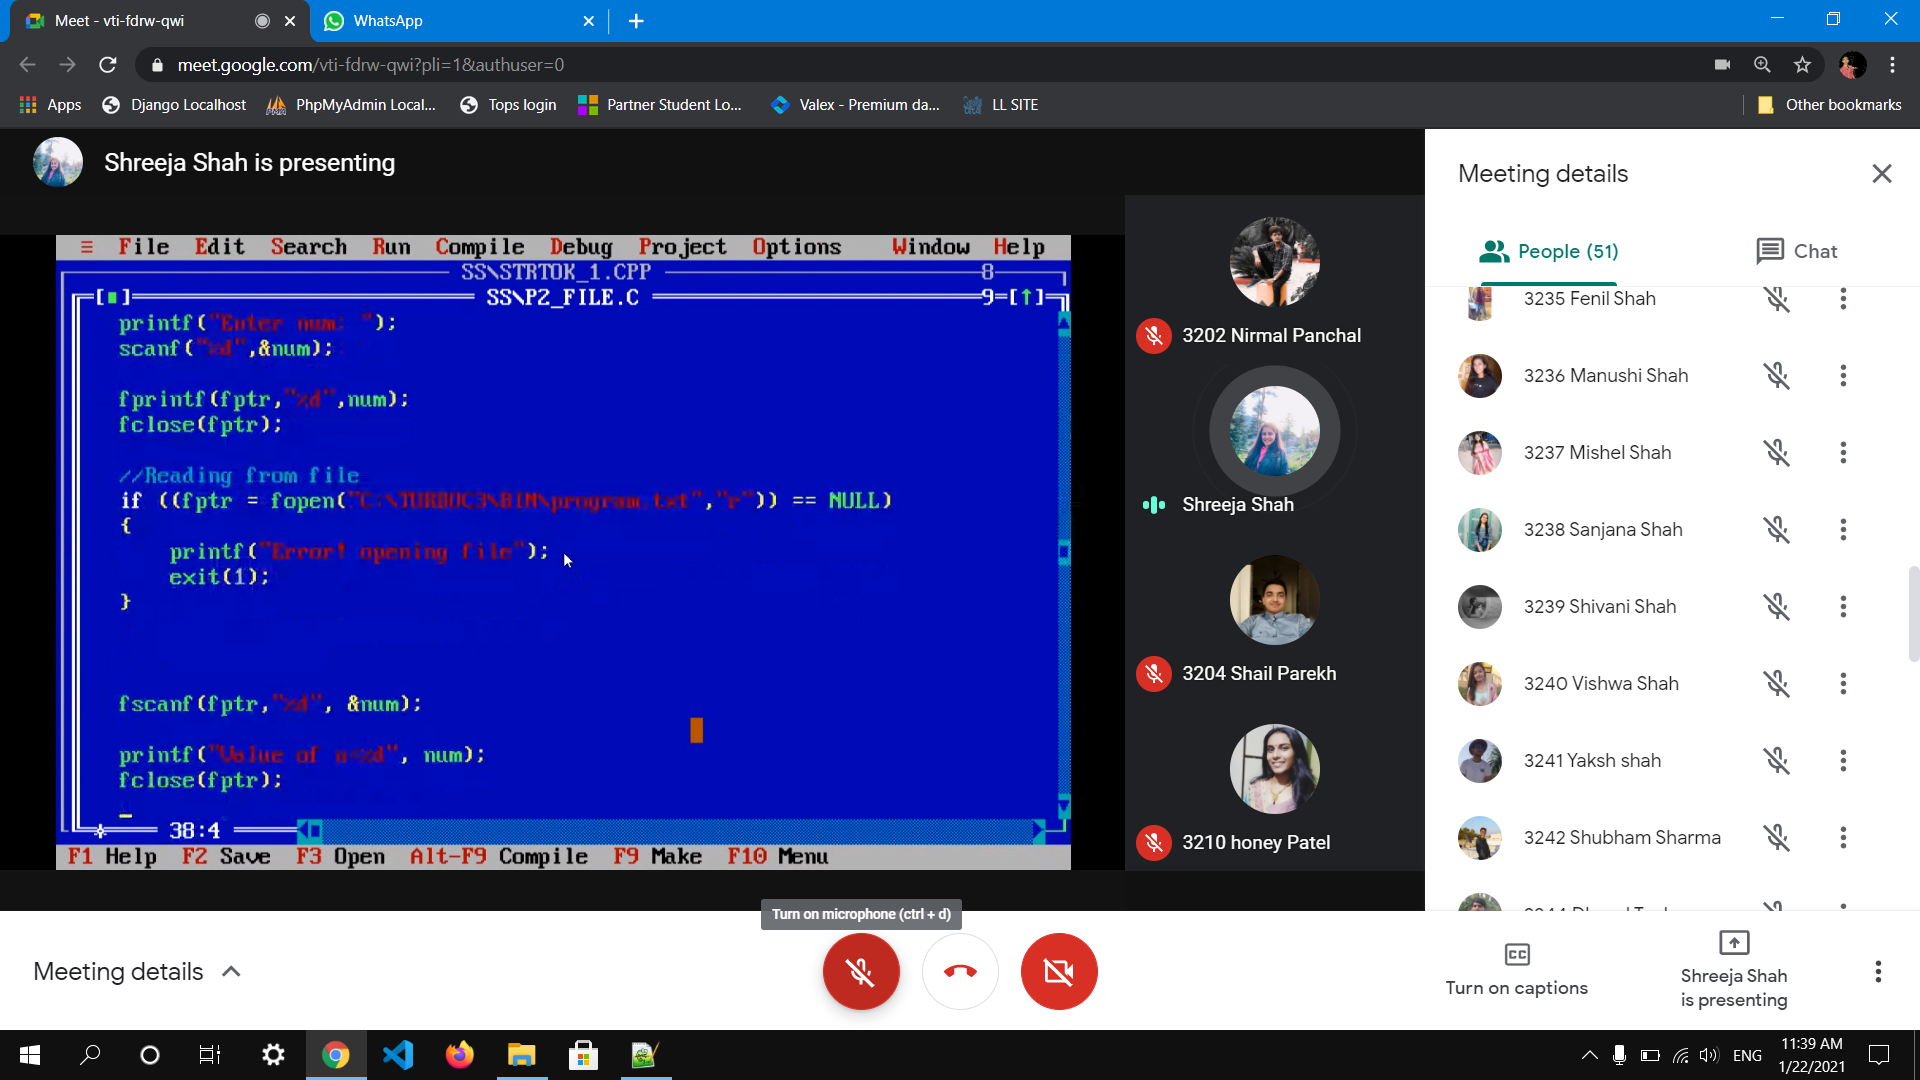 Meet - vti-fdrw-qwi
WhatsApp
meet.google.com/vti-fdrw-qwi?pli=1&authuser=0
Apps
Django Localhost
PhpMyAdmin Local...
Tops login
Partner Student Lo...
Valex - Premium da...
LL SITE
Other bookmarks
Shreeja Shah is presenting
≡ File Edit Search Run Compile Debug Project Options Window Help
SS\STRTOK_1.CPP 8
[■] SS\P2_FILE.C 9=[↑]
printf("Enter num: ");
scanf("%d",&num);
fprintf(fptr,"%d",num);
fclose(fptr);
//Reading from file
if ((fptr = fopen("C:\TURBOC3\BIN\program.txt","r")) == NULL)
{
printf("Error! opening file");
exit(1);
}
fscanf(fptr,"%d", &num);
printf("Value of n=%d", num);
fclose(fptr);
38:4
F1 Help F2 Save F3 Open Alt-F9 Compile F9 Make F10 Menu
3202 Nirmal Panchal
Shreeja Shah
3204 Shail Parekh
3210 honey Patel
Meeting details
People (51)
Chat
3235 Fenil Shah
3236 Manushi Shah
3237 Mishel Shah
3238 Sanjana Shah
3239 Shivani Shah
3240 Vishwa Shah
3241 Yaksh shah
3242 Shubham Sharma
Turn on microphone (ctrl + d)
Meeting details
CC
Turn on captions
Shreeja Shah
is presenting
ENG
11:39 AM
1/22/2021